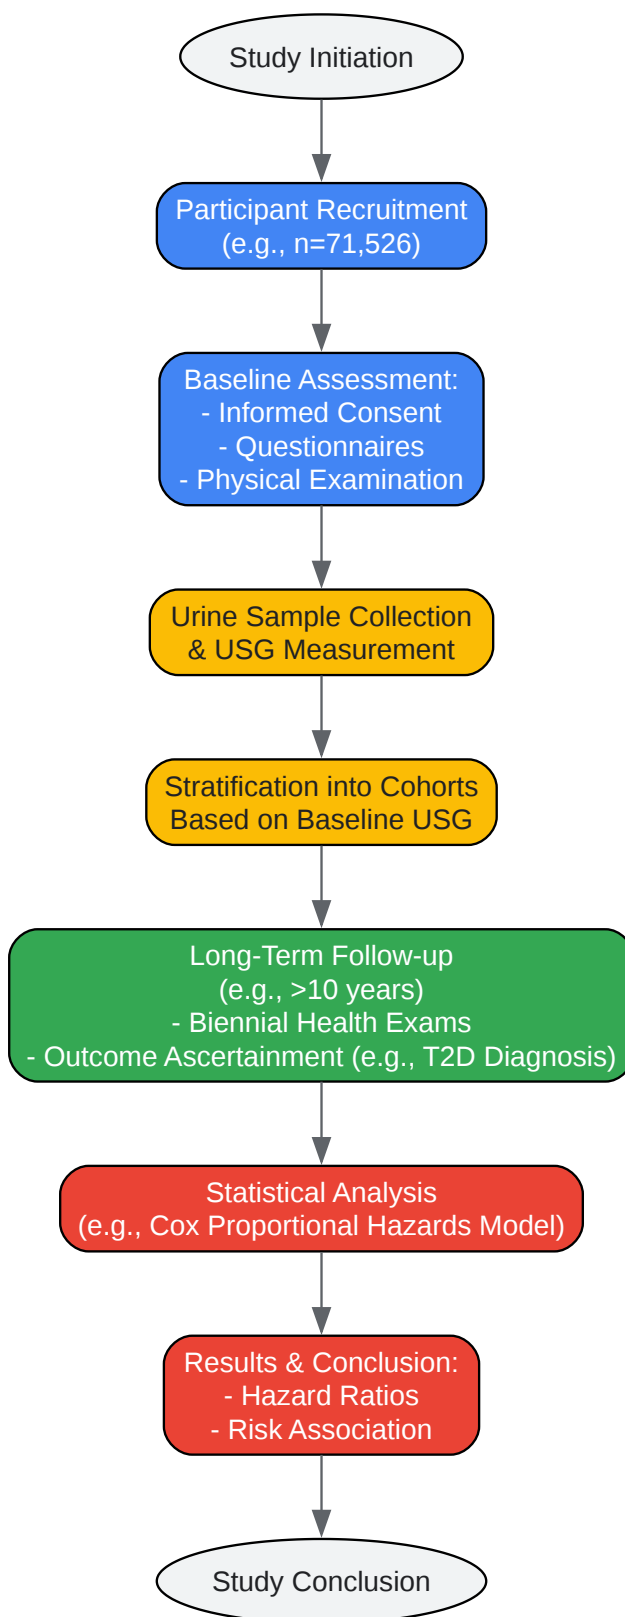 Study Initiation
Participant Recruitment
(e.g., n=71,526)
Baseline Assessment:
- Informed Consent
- Questionnaires
- Physical Examination
Urine Sample Collection
& USG Measurement
Stratification into Cohorts
Based on Baseline USG
Long-Term Follow-up
(e.g., >10 years)
- Biennial Health Exams
- Outcome Ascertainment (e.g., T2D Diagnosis)
Statistical Analysis
(e.g., Cox Proportional Hazards Model)
Results & Conclusion:
- Hazard Ratios
- Risk Association
Study Conclusion